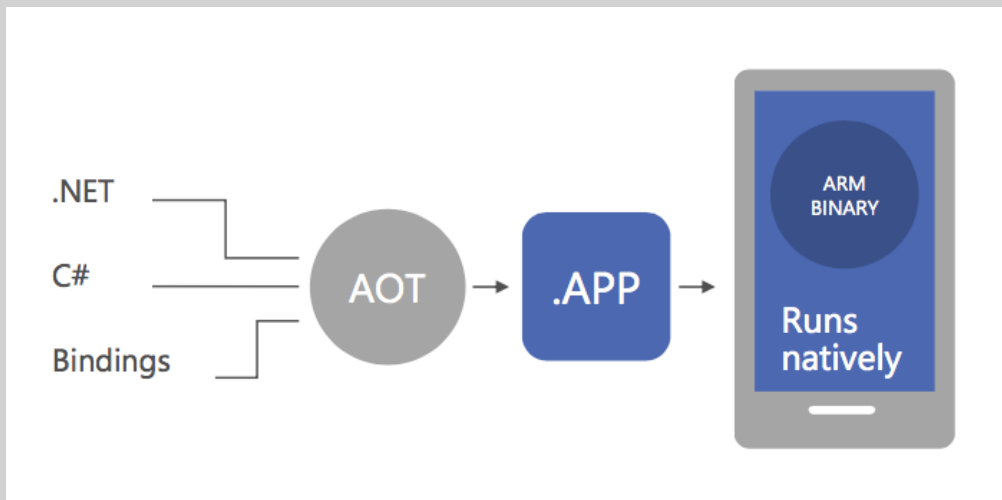 .NET
C#
Bindings
AOT
.APP
ARM
BINARY
Runs
natively